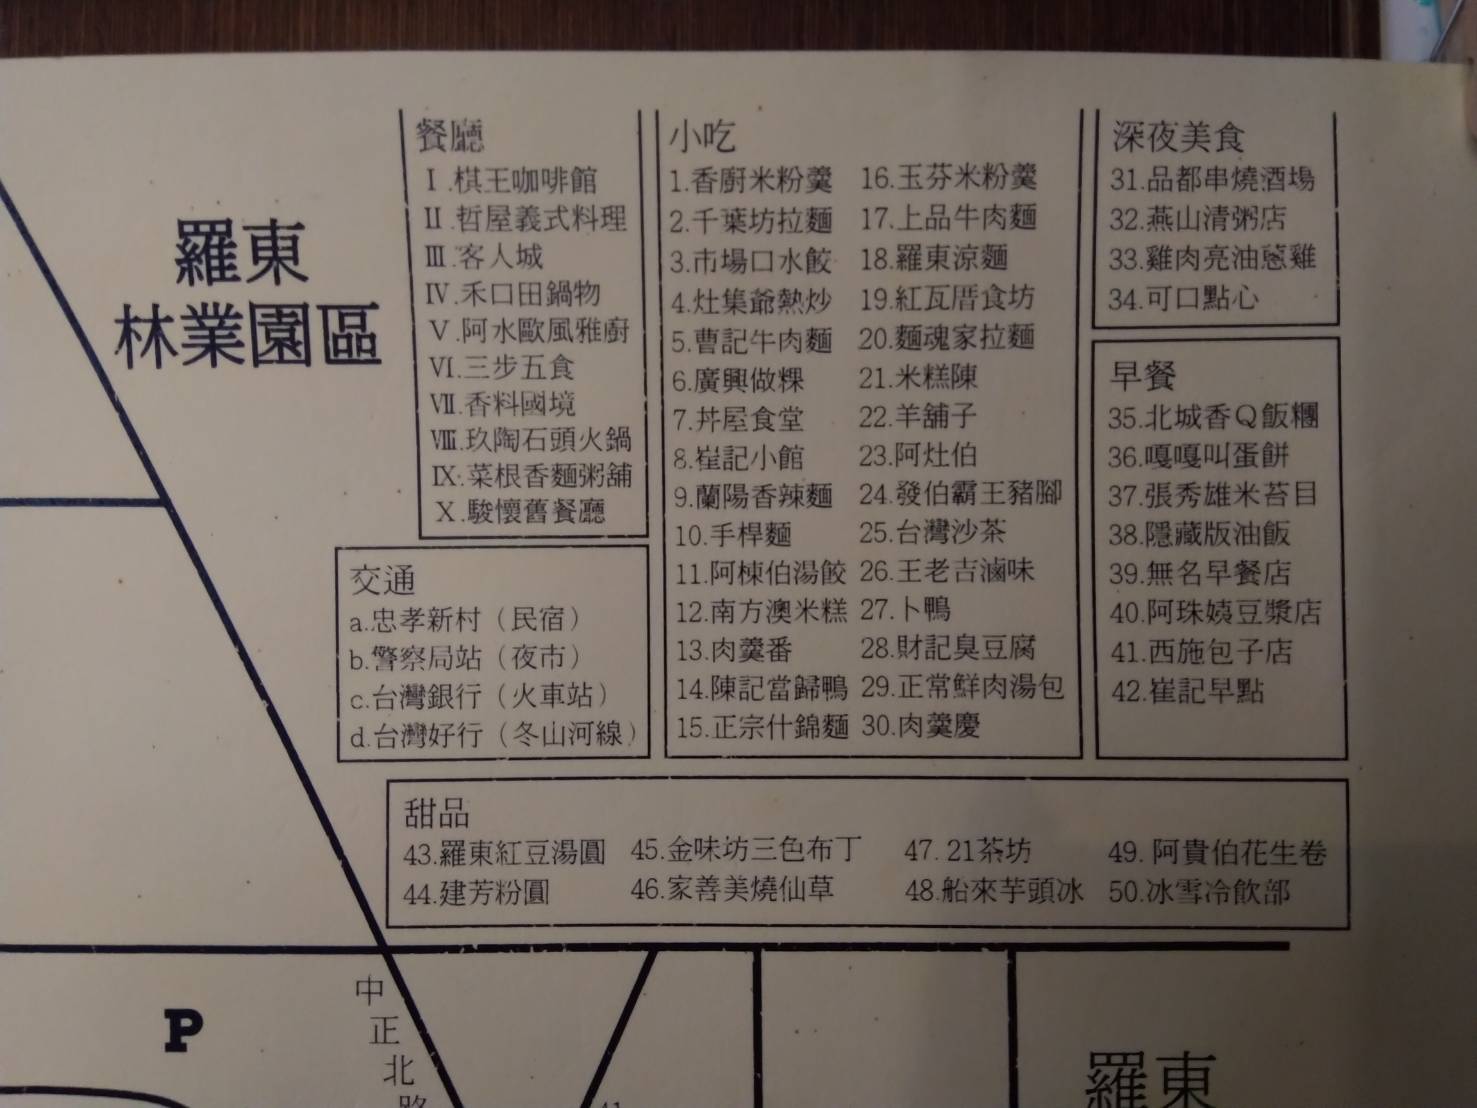 羅東
林業園區
餐廳
I .棋王咖啡館
II .哲屋義式料理
III .客人城
IV .禾口田鍋物
V .阿水歐風雅廚
VI.三步五食
VII.香料國境
VIII.玖陶石頭火鍋
IX.菜根香麵粥舖
X .駿懷舊餐廳
交通
a.忠孝新村（民宿）
b.警察局站（夜市）
c.台灣銀行（火車站）
d.台灣好行（冬山河線）
小吃
1.香廚米粉羹
2.千葉坊拉麵
3.市場口水餃
4.灶集爺熱炒
5.曹記牛肉麵
6.廣興做粿
7.丼屋食堂
8.崔記小館
9.蘭陽香辣麵
10.手桿麵
11.阿棟伯湯餃
12.南方澳米糕
13.肉羹番
14.陳記當歸鴨
15.正宗什錦麵
16.玉芬米粉羹
17.上品牛肉麵
18.羅東涼麵
19.紅瓦厝食坊
20.麵魂家拉麵
21.米糕陳
22.羊舖子
23.阿灶伯
24.發伯霸王豬腳
25.台灣沙茶
26.王老吉滷味
27.卜鴨
28.財記臭豆腐
29.正常鮮肉湯包
30.肉羹慶
深夜美食
31.品都串燒酒場
32.燕山清粥店
33.雞肉亮油蔥雞
34.可口點心
早餐
35.北城香Q飯糰
36.嘎嘎叫蛋餅
37.張秀雄米苔目
38.隱藏版油飯
39.無名早餐店
40.阿珠姨豆漿店
41.西施包子店
42.崔記早點
甜品
43.羅東紅豆湯圓
44.建芳粉圓
45.金味坊三色布丁
46.家善美燒仙草
47. 21茶坊
48.船來芋頭冰
49. 阿貴伯花生卷
50.冰雪冷飲部
P
中正北路
羅東